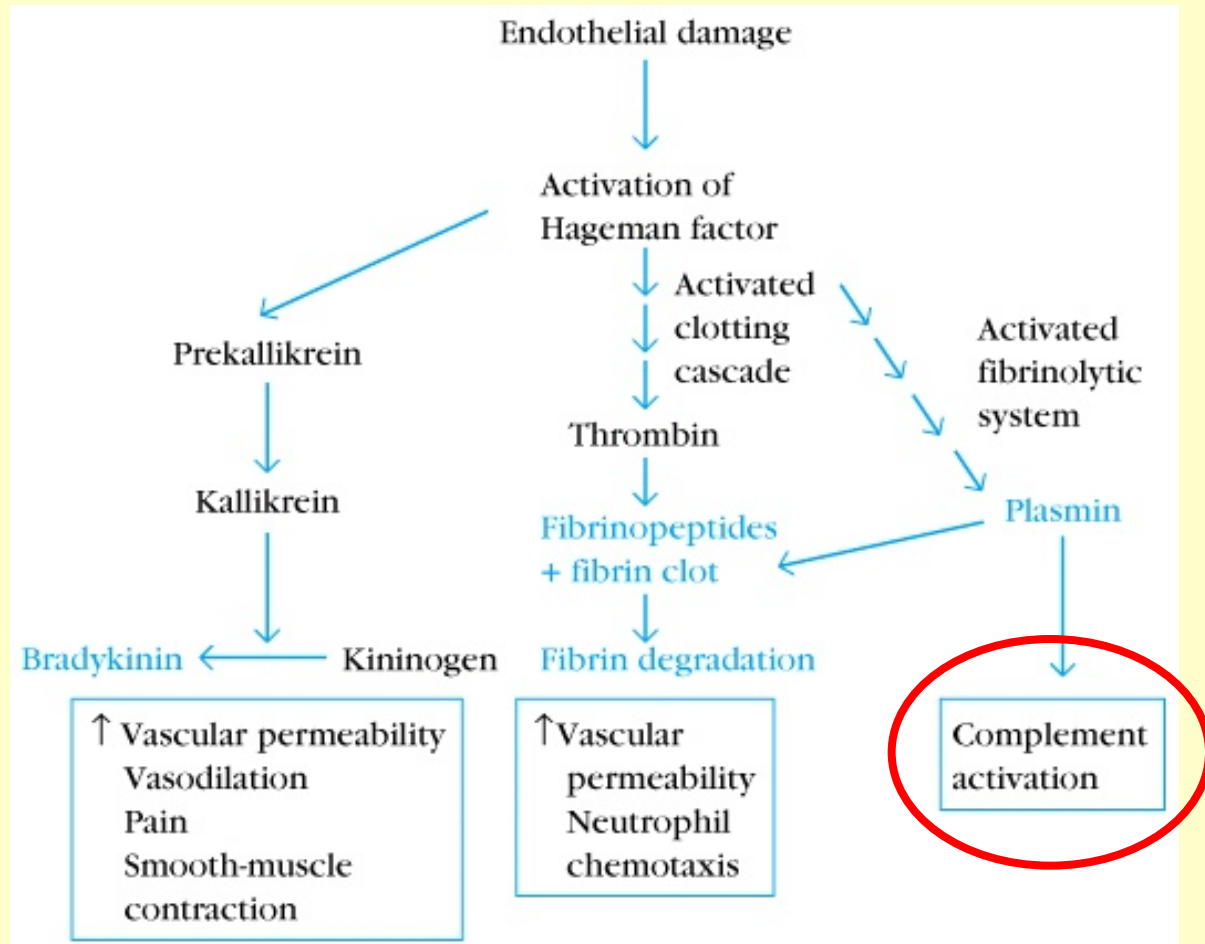 Endothelial damage
Activation of
Hageman factor
Activated
clotting
cascade
Activated
fibrinolytic
system
Prekallikrein
Thrombin
Kallikrein
Plasmin
Fibrinopeptides
+ fibrin clot
Bradykinin
Kininogen
Fibrin degradation
↑ Vascular permeability
Vasodilation
Pain
Smooth-muscle
contraction
↑Vascular
permeability
Neutrophil
chemotaxis
Complement
activation